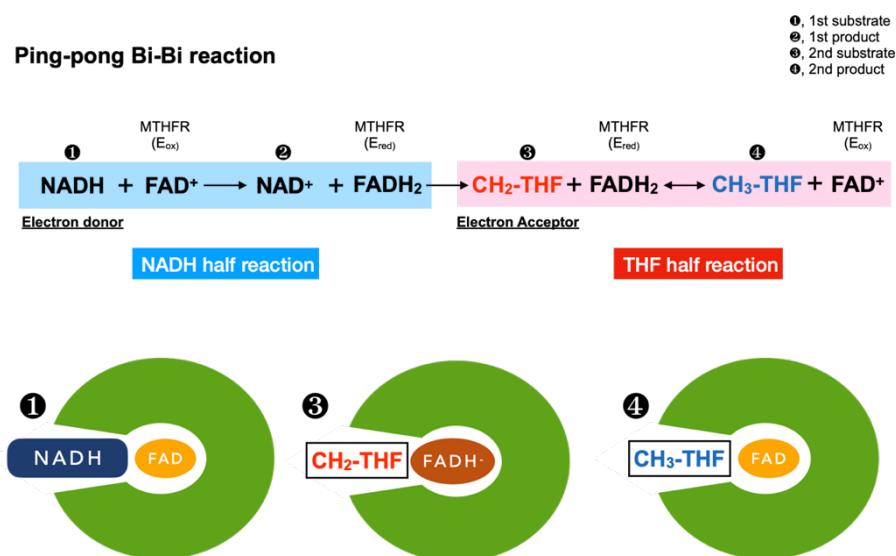 ❶, 1st substrate
❷, 1st product
❸, 2nd substrate
❹, 2nd product
Ping-pong Bi-Bi reaction
MTHFR MTHFR MTHFR MTHFR
(Eox) (Ered) (Ered) (Eox)
❶ ❷ ❸ ❹
NADH + FAD⁺ → NAD⁺ + FADH₂ → CH₂-THF + FADH₂ ↔ CH₃-THF + FAD⁺
Electron donor Electron Acceptor
NADH half reaction THF half reaction
❶ ❸ ❹
NADH FAD CH₂-THF FADH⁻ CH₃-THF FAD